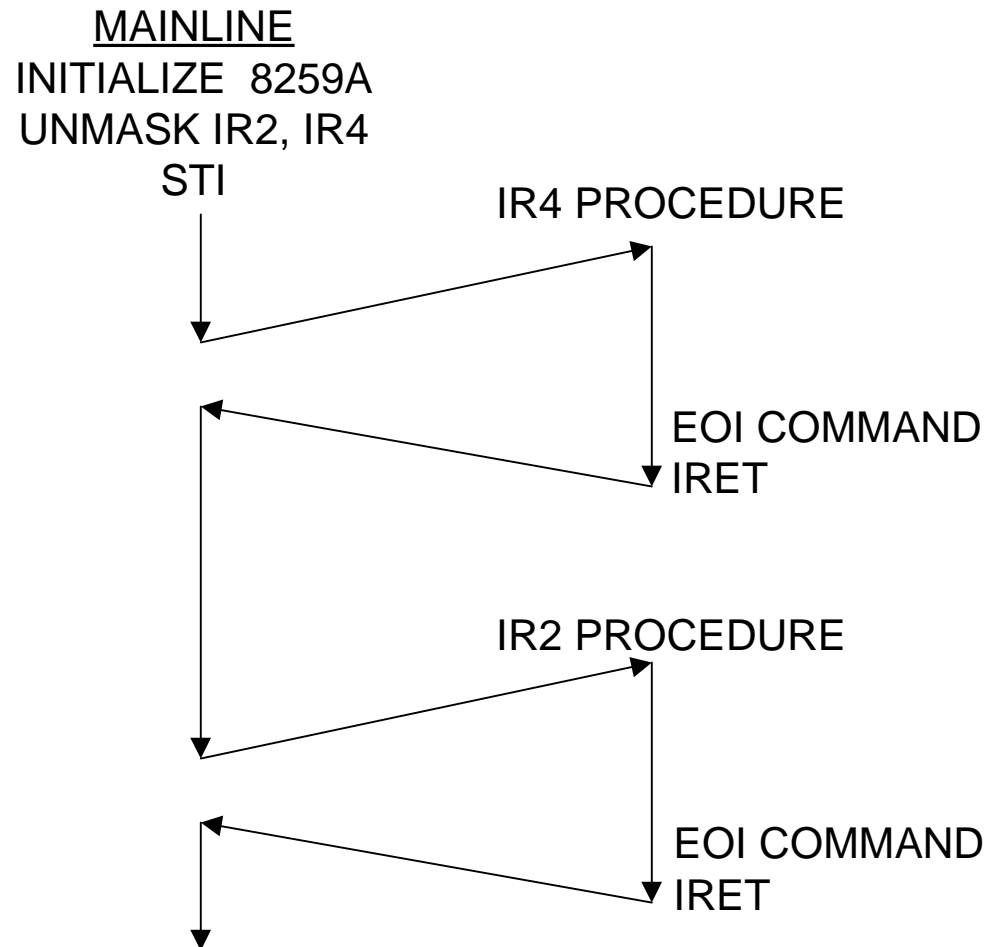 MAINLINE
INITIALIZE 8259A
UNMASK IR2, IR4
STI
IR4 PROCEDURE
EOI COMMAND
IRET
IR2 PROCEDURE
EOI COMMAND
IRET